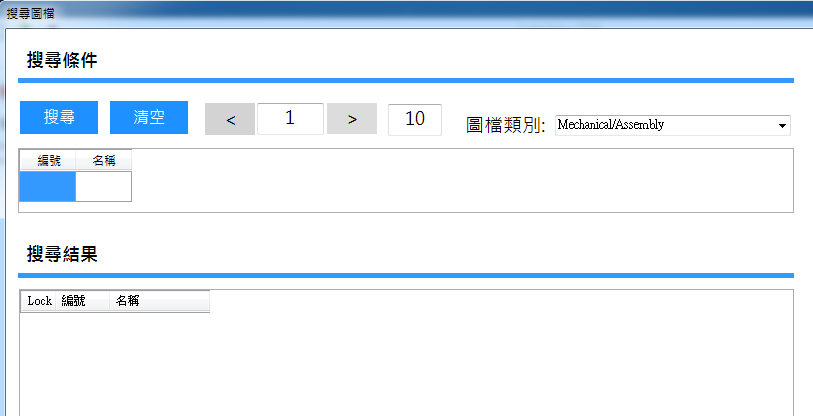 搜尋圖檔
搜尋條件
搜尋 清空 < 1 > 10 圖檔類別: Mechanical/Assembly
編號 名稱
搜尋結果
Lock 編號 名稱